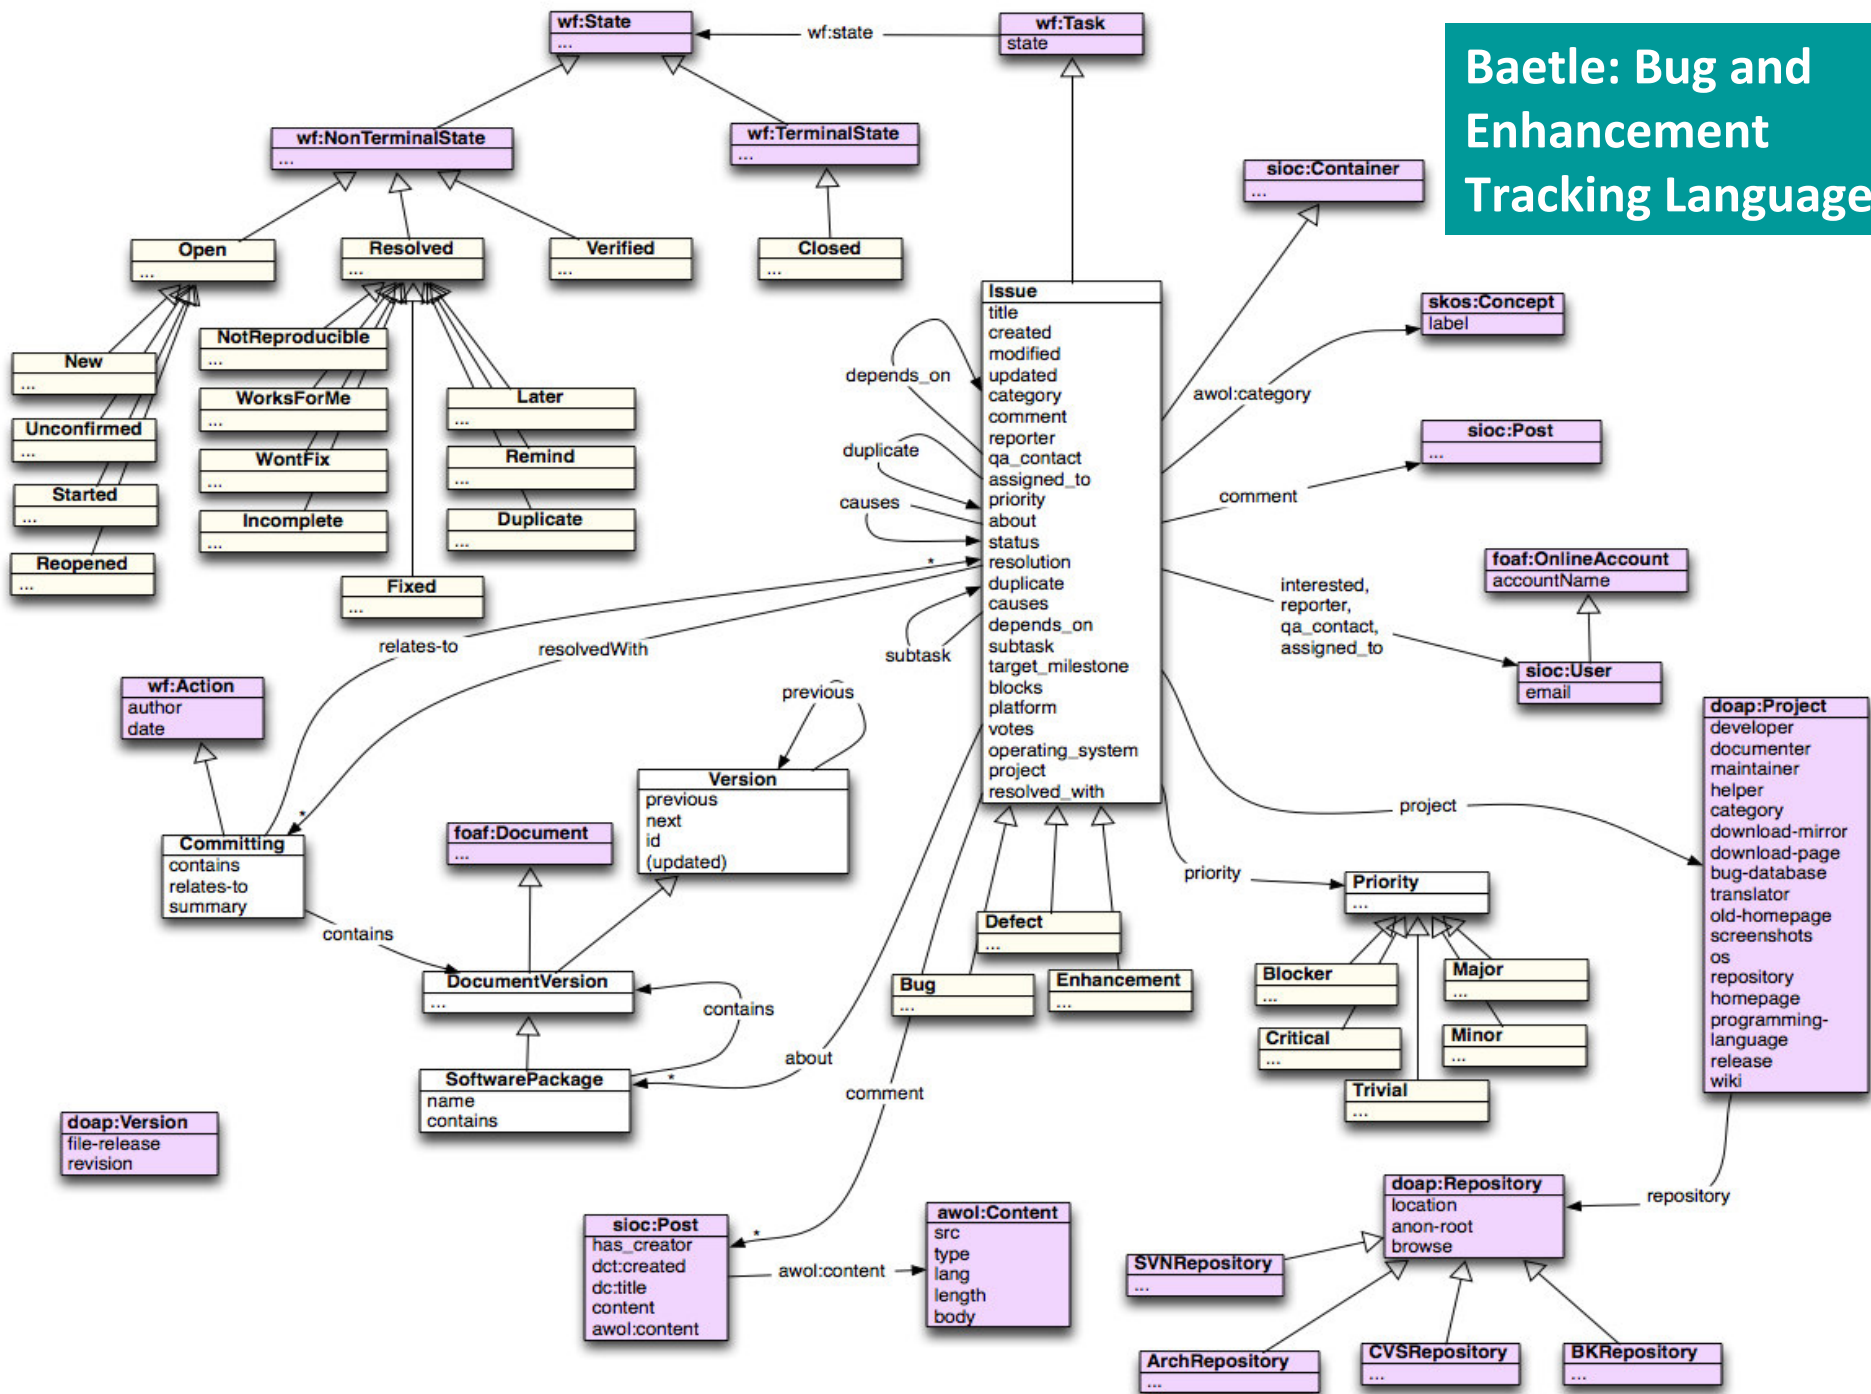 Baetle: Bug and
Enhancement
Tracking Language
wf:State
...
wf:state
wf:Task
state
wf:NonTerminalState
...
wf:TerminalState
...
Open
...
Resolved
...
Verified
...
Closed
...
New
...
Unconfirmed
...
Started
...
Reopened
...
NotReproducible
...
WorksForMe
...
WontFix
...
Incomplete
...
Later
...
Remind
...
Duplicate
...
Fixed
...
sioc:Container
...
skos:Concept
label
awol:category
sioc:Post
...
comment
foaf:OnlineAccount
accountName
interested,
reporter,
qa_contact,
assigned_to
sioc:User
email
Issue
title
created
modified
updated
category
comment
reporter
qa_contact
assigned_to
priority
about
status
resolution
duplicate
causes
depends_on
subtask
target_milestone
blocks
platform
votes
operating_system
project
resolved_with
depends_on
duplicate
causes
*
subtask
relates-to
resolvedWith
*
wf:Action
author
date
Committing
contains
relates-to
summary
contains
previous
Version
previous
next
id
(updated)
foaf:Document
...
DocumentVersion
...
contains
SoftwarePackage
name
contains
*
about
comment
*
doap:Version
file-release
revision
Defect
...
Bug
...
Enhancement
...
priority
Priority
...
Blocker
...
Critical
...
Major
...
Minor
...
Trivial
...
project
doap:Project
developer
documenter
maintainer
helper
category
download-mirror
download-page
bug-database
translator
old-homepage
screenshots
os
repository
homepage
programming-
language
release
wiki
repository
doap:Repository
location
anon-root
browse
SVNRepository
...
ArchRepository
...
CVSRepository
...
BKRepository
...
sioc:Post
has_creator
dct:created
dc:title
content
awol:content
awol:content
awol:Content
src
type
lang
length
body